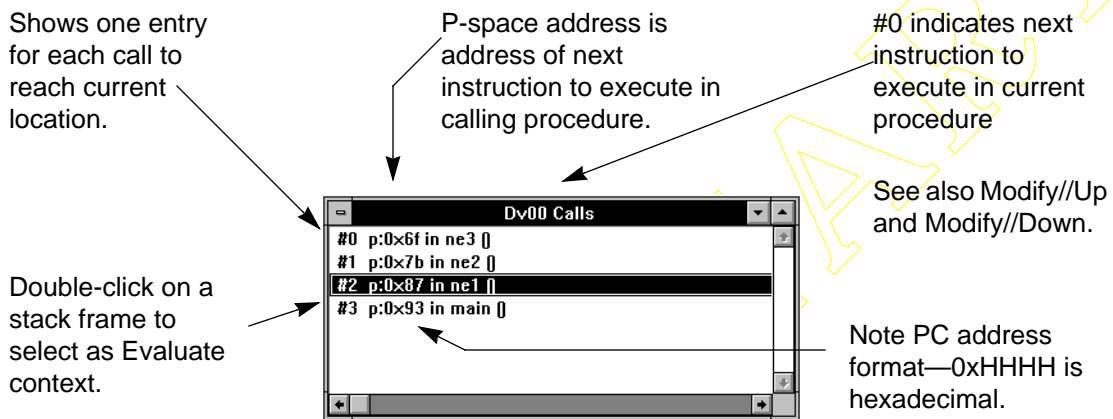 Shows one entry
for each call to
reach current
location.
P-space address is
address of next
instruction to execute in
calling procedure.
#0 indicates next
instruction to
execute in current
procedure
See also Modify//Up
and Modify//Down.
Dv00 Calls
#0 p:0x6f in ne3 ()
#1 p:0x7b in ne2 ()
#2 p:0x87 in ne1 ()
#3 p:0x93 in main ()
Double-click on a
stack frame to
select as Evaluate
context.
Note PC address
format—0xHHHH is
hexadecimal.